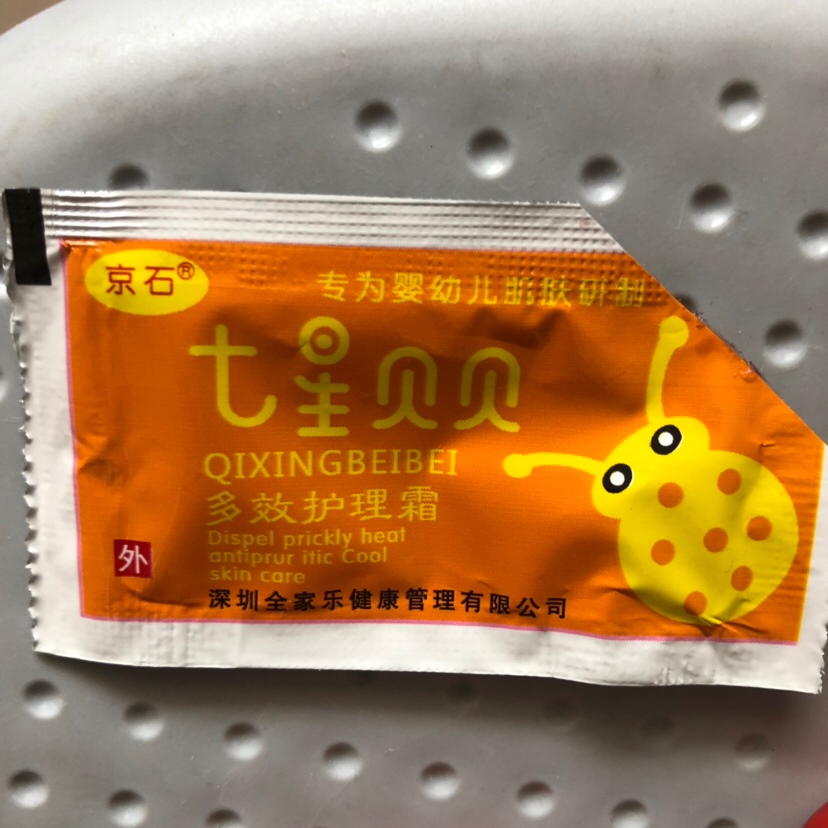 京石®
专为婴幼儿肌肤研制
七星贝贝
QIXINGBEIBEI
多效护理霜
Dispel prickly heat
antiprur itic Cool
skin care
外
深圳全家乐健康管理有限公司